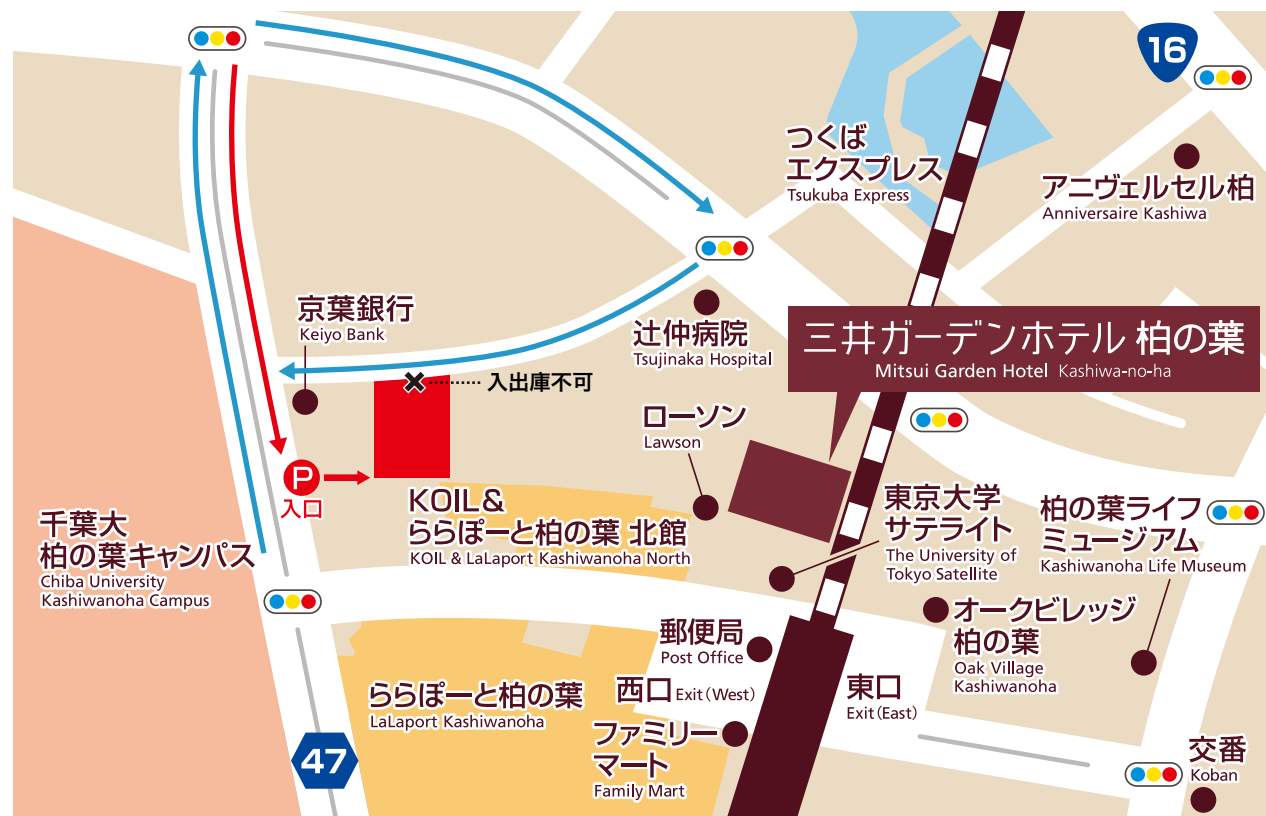 16
つくば
エクスプレス
Tsukuba Express
アニヴェルセル柏
Anniversaire Kashiwa
京葉銀行
Keiyo Bank
辻仲病院
Tsujinaka Hospital
三井ガーデンホテル 柏の葉
Mitsui Garden Hotel Kashiwa-no-ha
入出庫不可
ローソン
Lawson
P
入口
KOIL&
ららぽーと柏の葉 北館
KOIL & LaLaport Kashiwanoha North
東京大学
サテライト
The University of
Tokyo Satellite
柏の葉ライフ
ミュージアム
Kashiwanoha Life Museum
千葉大
柏の葉キャンパス
Chiba University
Kashiwanoha Campus
オークビレッジ
柏の葉
Oak Village
Kashiwanoha
郵便局
Post Office
西口 Exit(West)
東口
Exit(East)
ららぽーと柏の葉
LaLaport Kashiwanoha
ファミリー
マート
Family Mart
47
交番
Koban